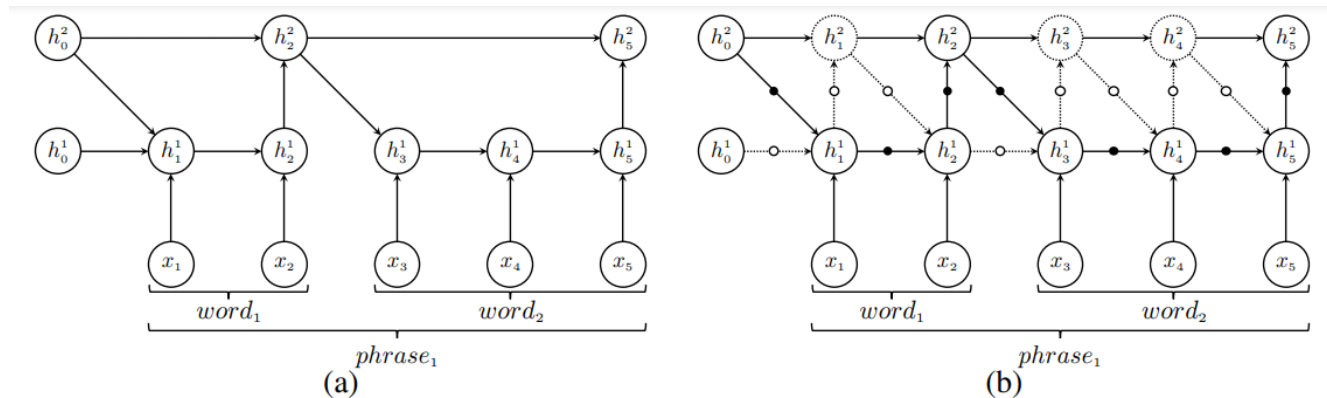 h_0^2 h_2^2 h_5^2 h_0^2 h_1^2 h_2^2 h_3^2 h_4^2 h_5^2
h_0^1 h_1^1 h_2^1 h_3^1 h_4^1 h_5^1 h_0^1 h_1^1 h_2^1 h_3^1 h_4^1 h_5^1
x_1 x_2 x_3 x_4 x_5 x_1 x_2 x_3 x_4 x_5
word_1 word_2 word_1 word_2
phrase_1 phrase_1
(a) (b)